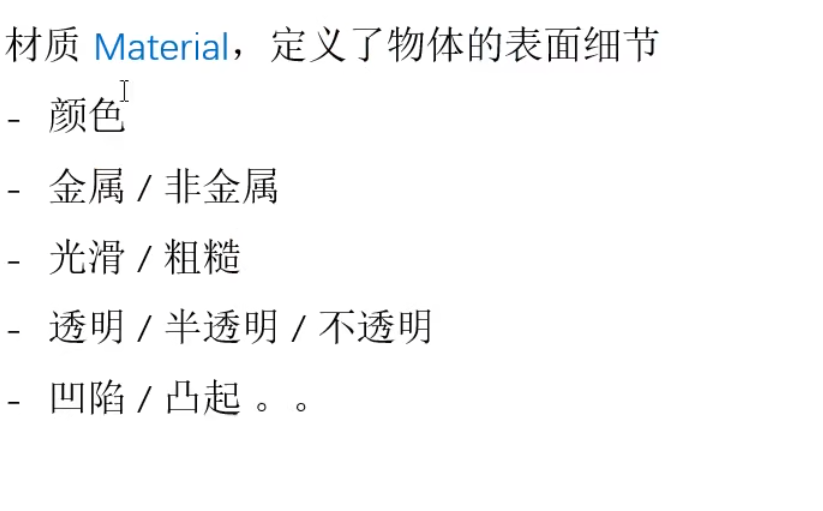 材质 Material，定义了物体的表面细节
- 颜色
- 金属 / 非金属
- 光滑 / 粗糙
- 透明 / 半透明 / 不透明
- 凹陷 / 凸起 。。